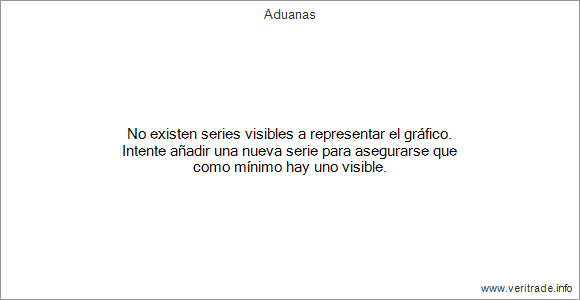 Aduanas
No existen series visibles a representar el gráfico.
Intente añadir una nueva serie para asegurarse que
como mínimo hay uno visible.
www.veritrade.info